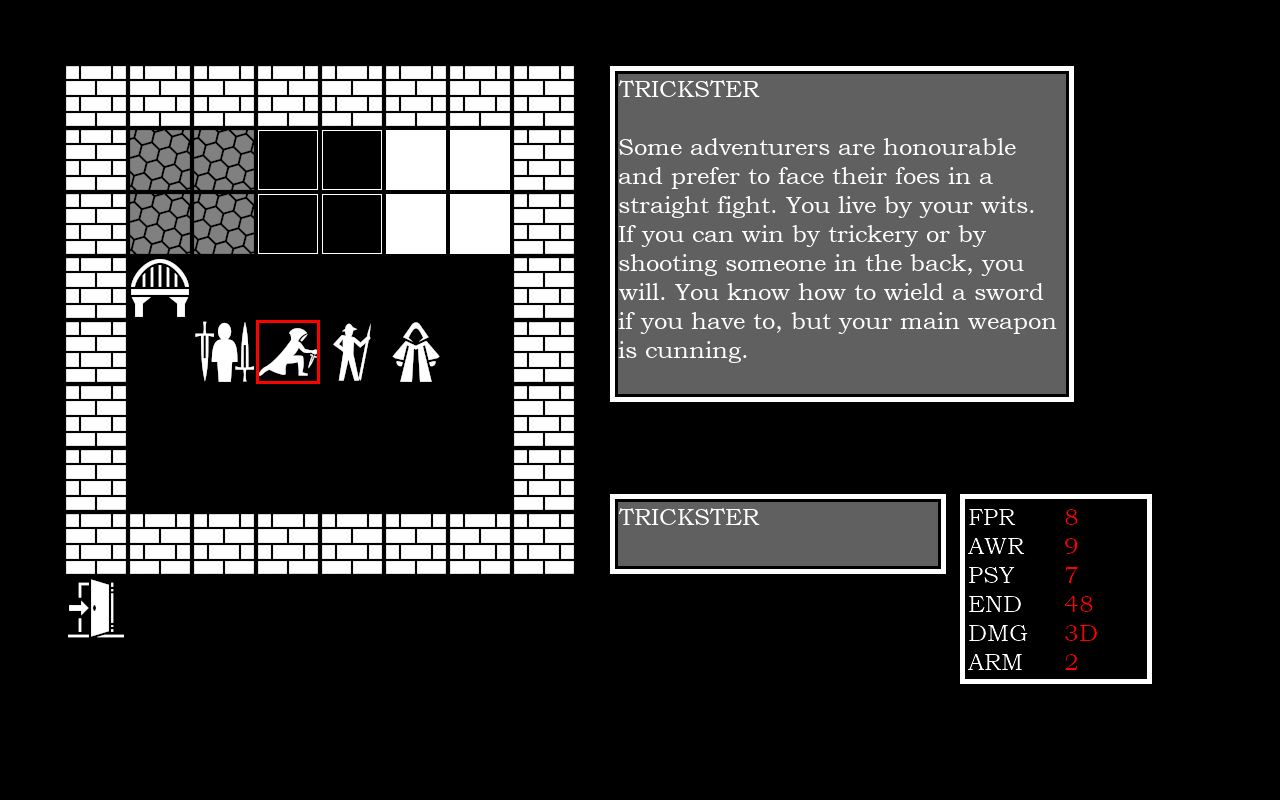 TRICKSTER
Some adventurers are honourable
and prefer to face their foes in a
straight fight. You live by your wits.
If you can win by trickery or by
shooting someone in the back, you
will. You know how to wield a sword
if you have to, but your main weapon
is cunning.
TRICKSTER
FPR 8
AWR 9
PSY 7
END 48
DMG 3D
ARM 2